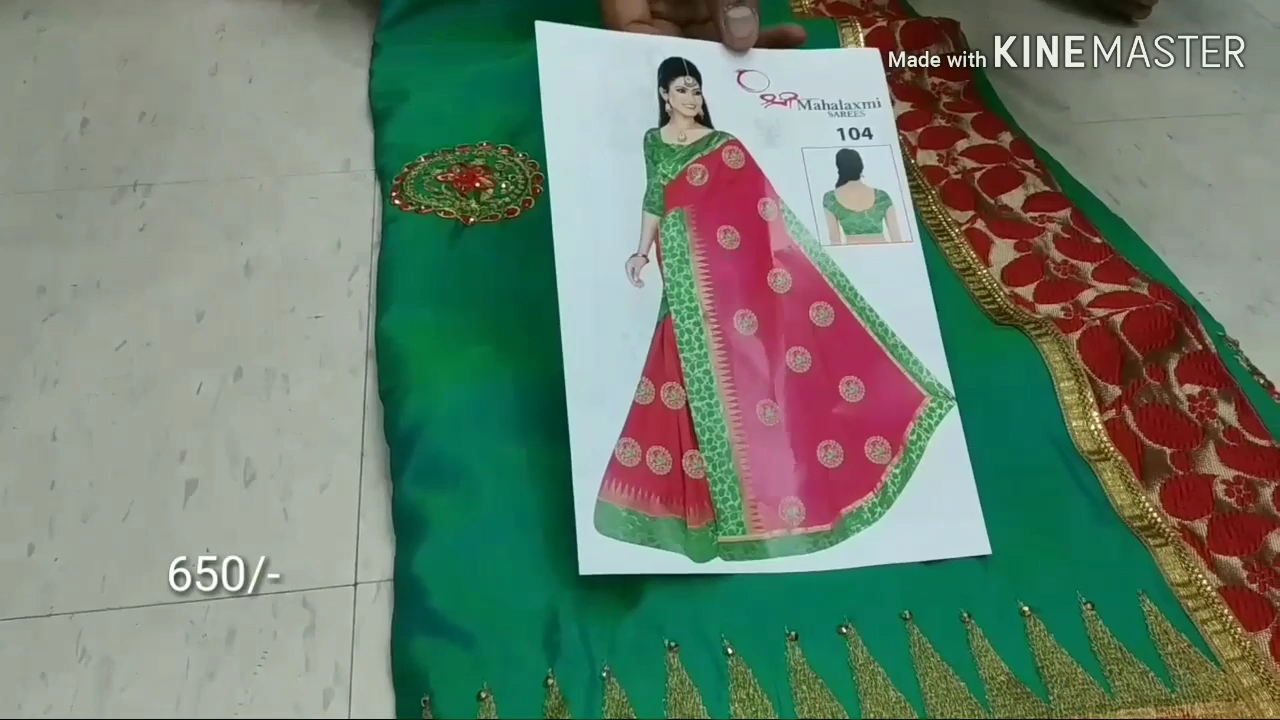 Made with KINEMASTER
श्री Mahalaxmi
SAREES
104
650/-